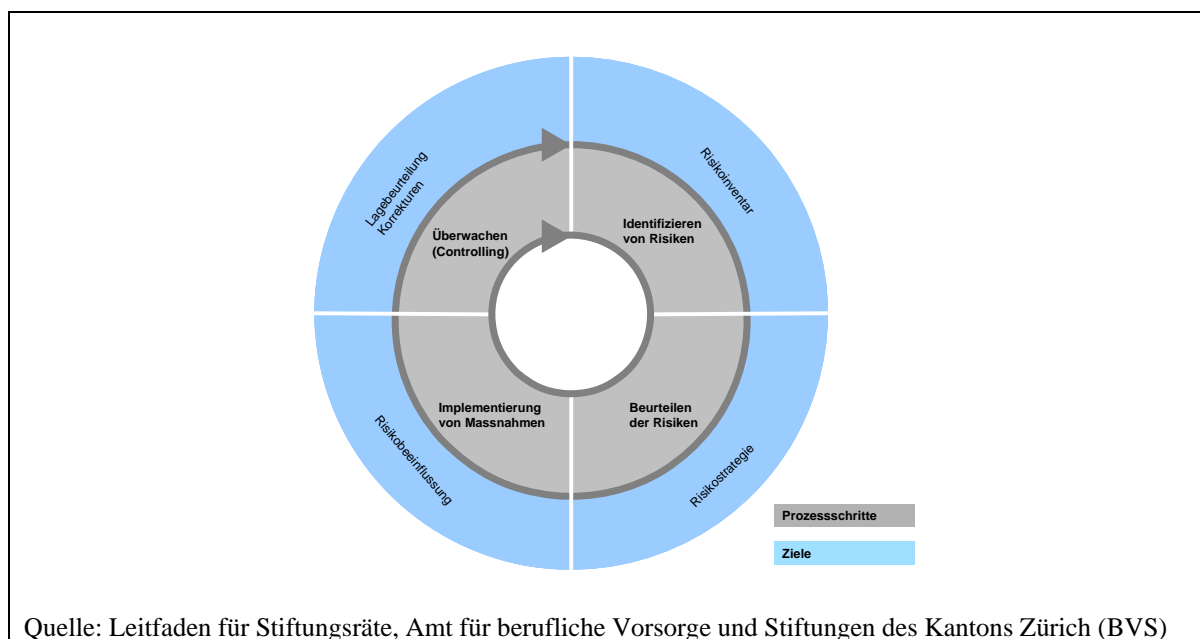 Lagebeurteilung
Korrekturen
Risikoinventar
Überwachen
(Controlling)
Identifizieren
von Risiken
Implementierung
von Massnahmen
Beurteilen
der Risiken
Risikobeeinflussung
Risikostrategie
Prozessschritte
Ziele
Quelle: Leitfaden für Stiftungsräte, Amt für berufliche Vorsorge und Stiftungen des Kantons Zürich (BVS)